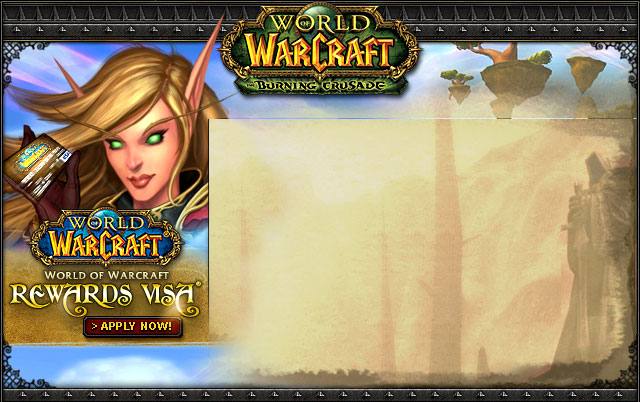 WORLD
OF
WARCRAFT
THE BURNING CRUSADE
WORLD
OF
WARCRAFT
WORLD OF WARCRAFT
REWARDS VISA®
> APPLY NOW!